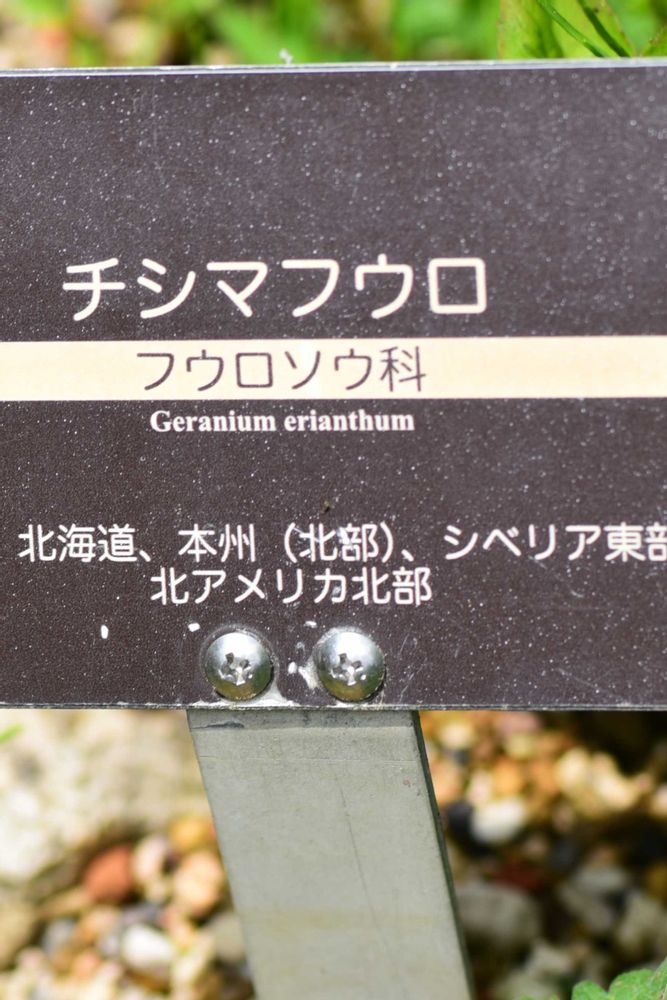 チシマフウロ
フウロソウ科
Geranium erianthum
北海道、本州（北部）、シベリア東部
北アメリカ北部